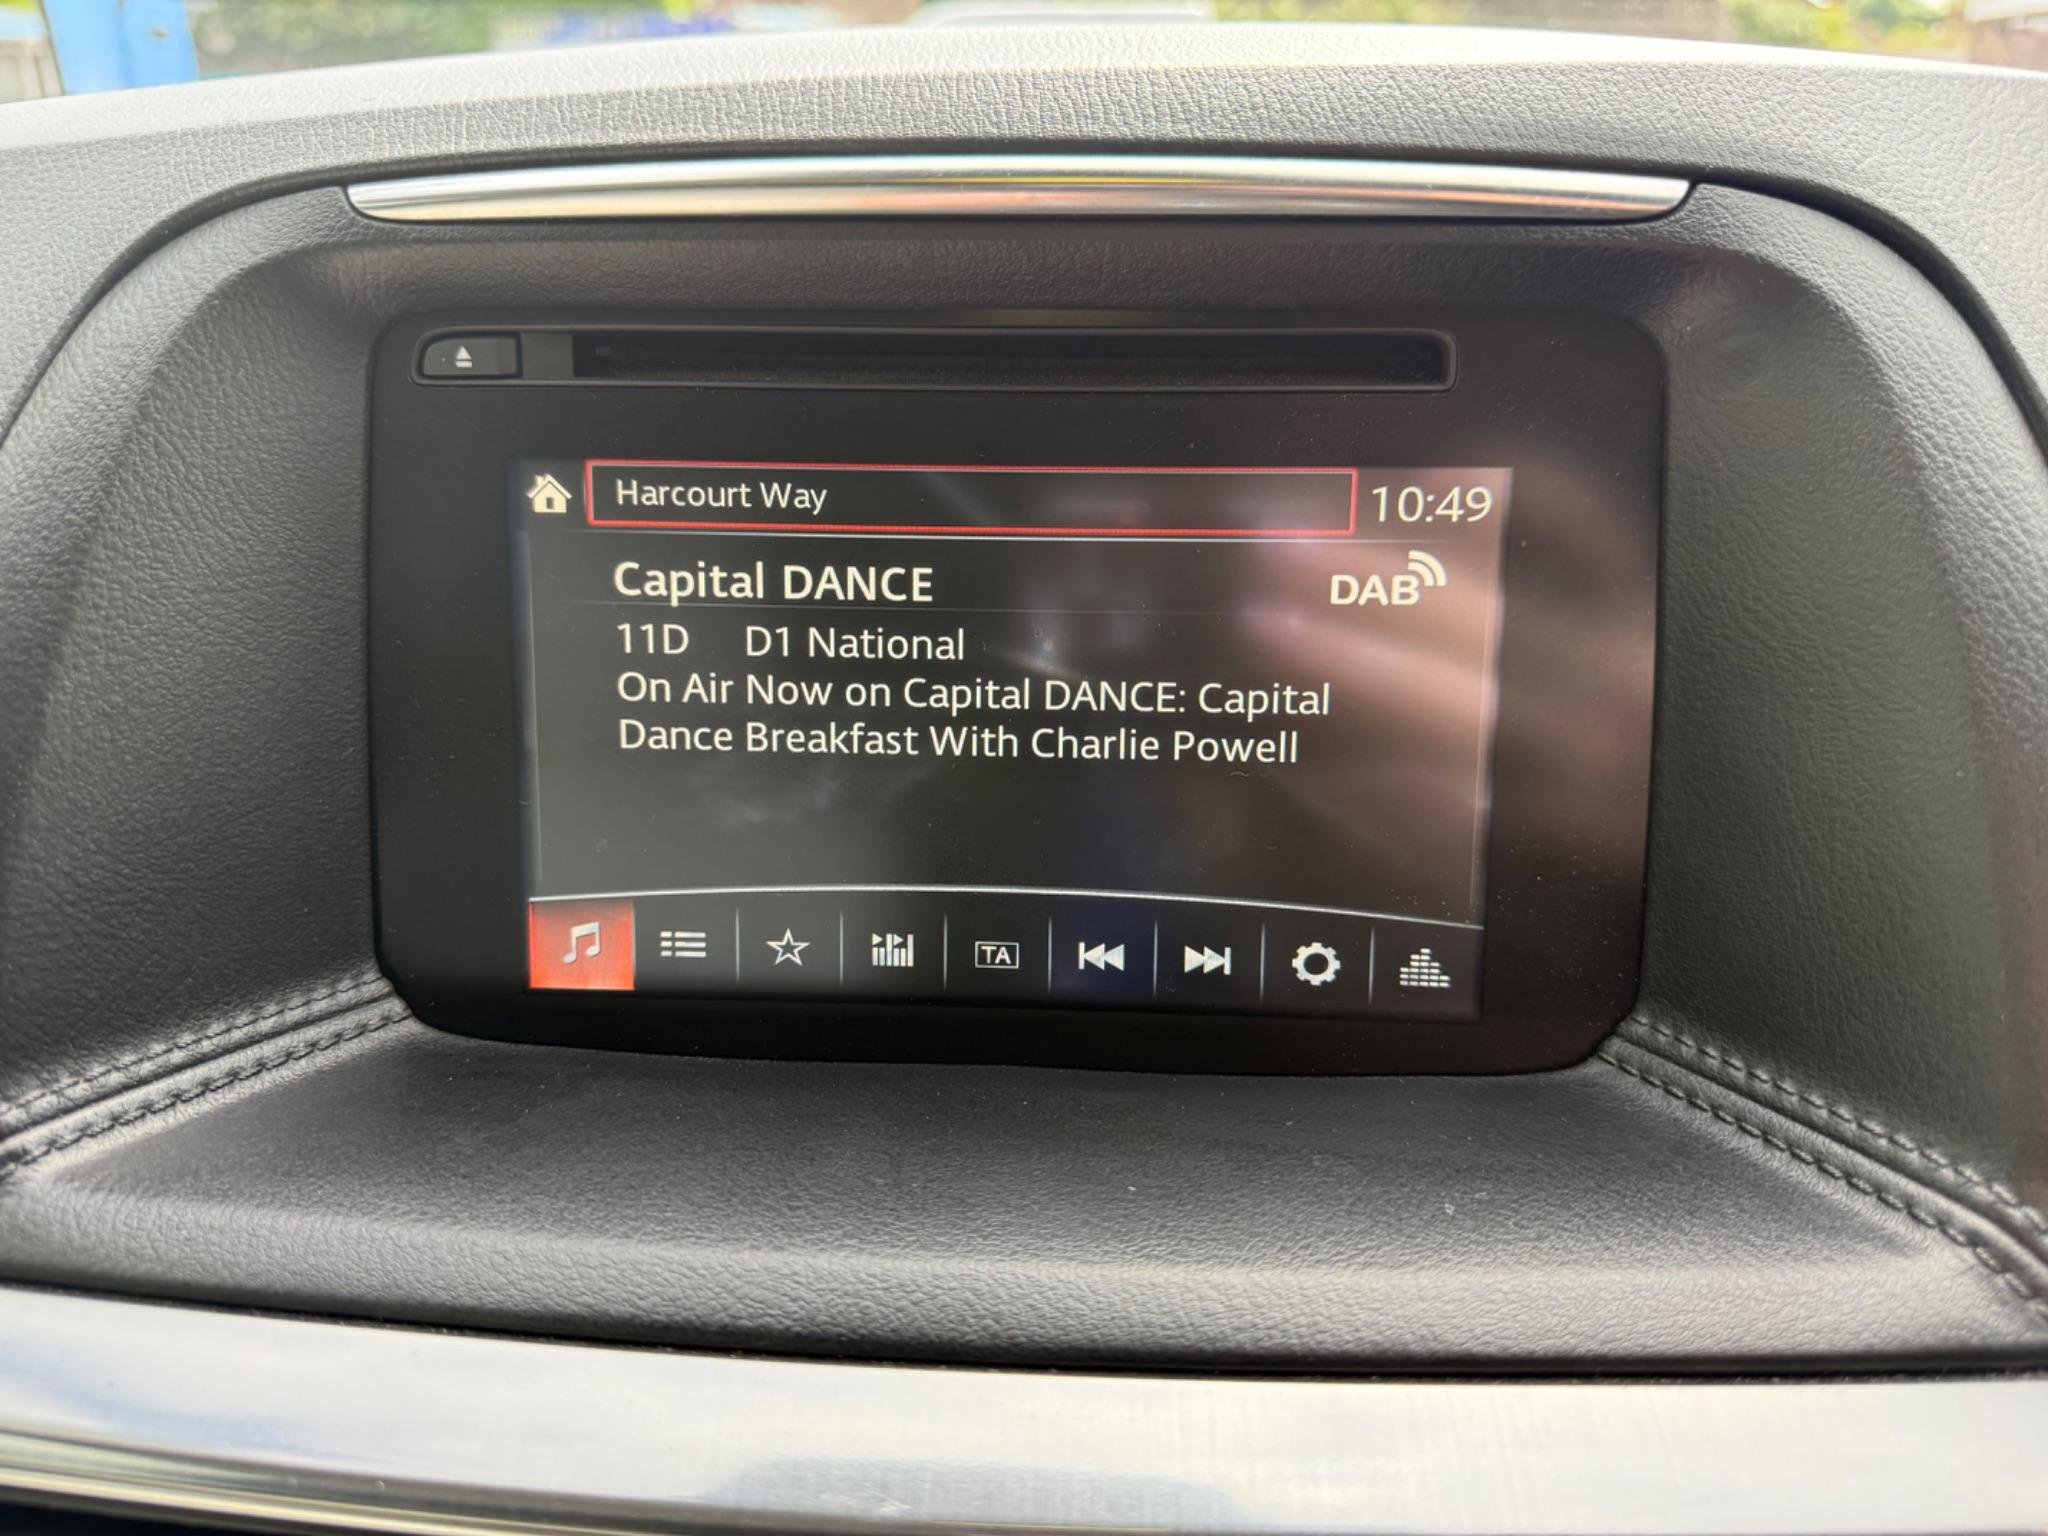 Harcourt Way
10:49
Capital DANCE
DAB
11D D1 National
On Air Now on Capital DANCE: Capital
Dance Breakfast With Charlie Powell
TA